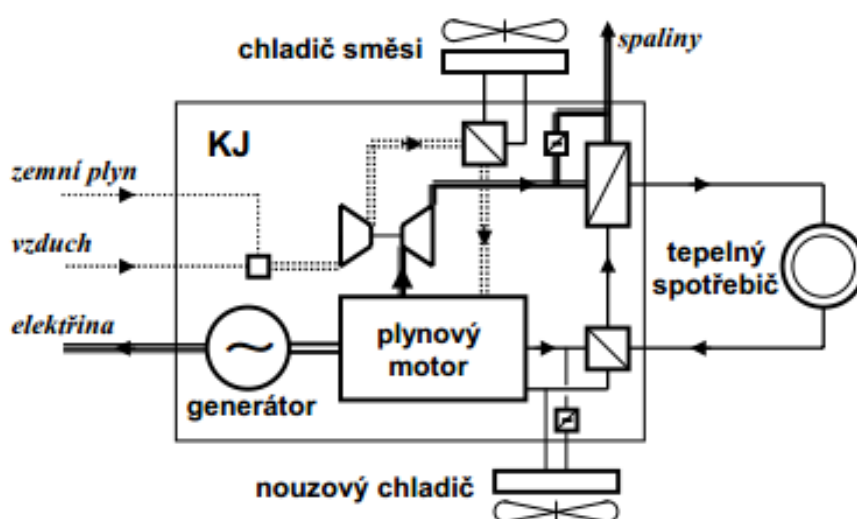 chladič směsi
spaliny
KJ
zemní plyn
vzduch
tepelný
spotřebič
elektřina
plynový
motor
generátor
nouzový chladič